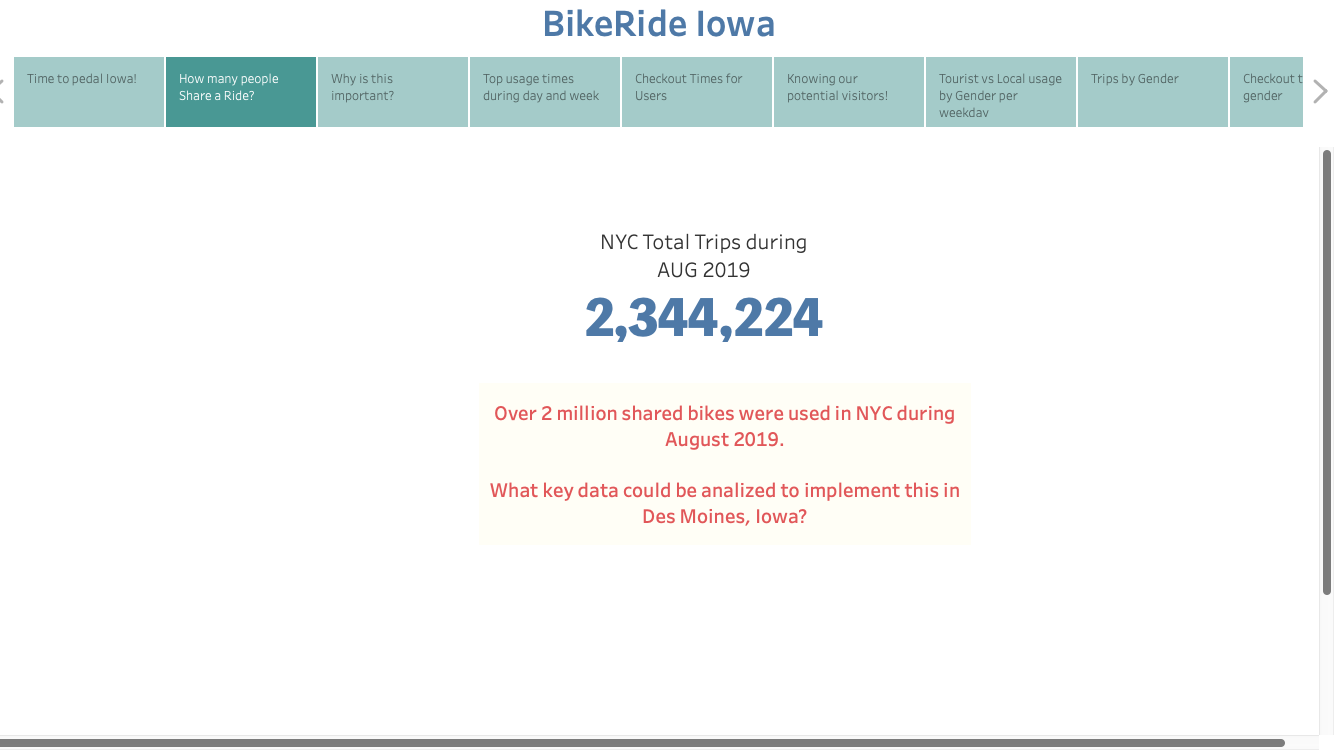 BikeRide Iowa
Time to pedal Iowa!
How many people
Share a Ride?
Why is this
important?
Top usage times
during day and week
Checkout Times for
Users
Knowing our
potential visitors!
Tourist vs Local usage
by Gender per
weekday
Trips by Gender
Checkout t
gender
NYC Total Trips during
AUG 2019
2,344,224
Over 2 million shared bikes were used in NYC during
August 2019.
What key data could be analized to implement this in
Des Moines, Iowa?